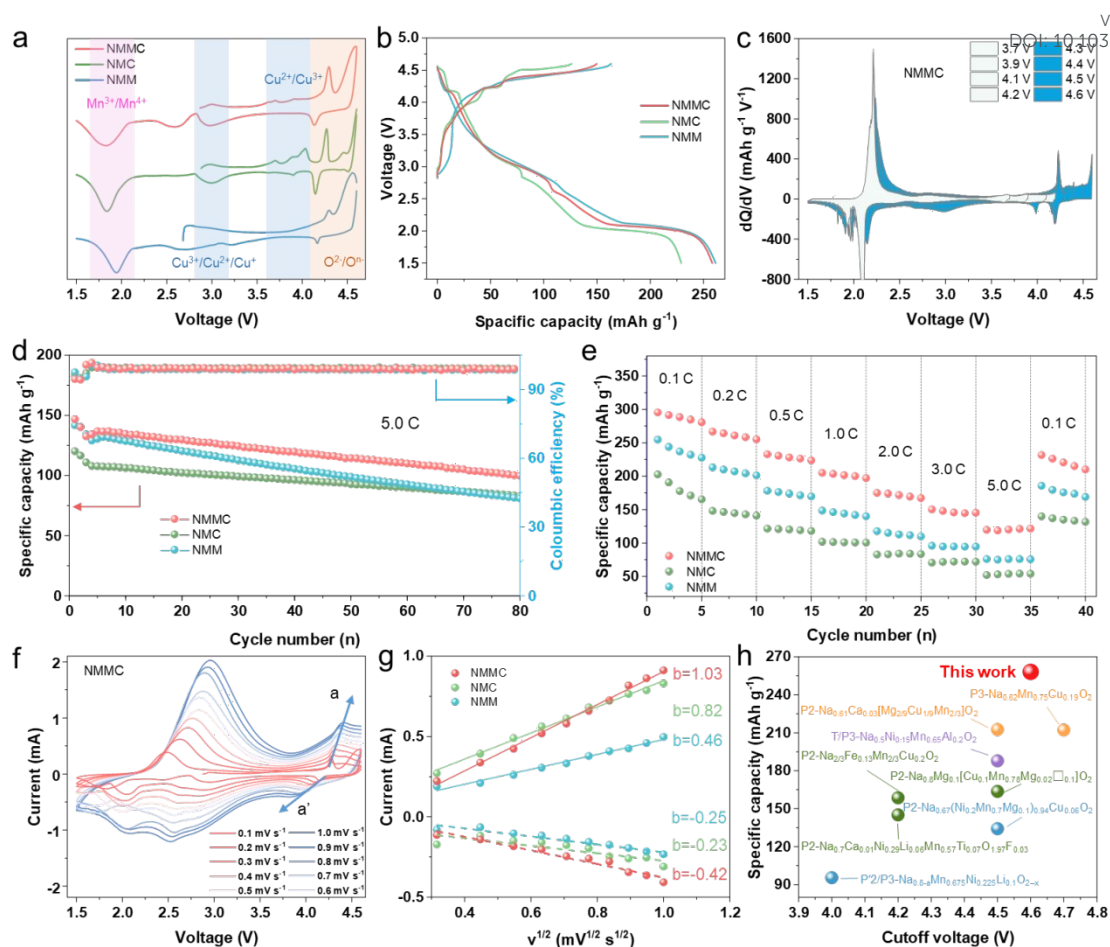 V
DOI: 10.103
a
NMMC
NMC
NMM
Mn³⁺/Mn⁴⁺
Cu²⁺/Cu³⁺
Cu³⁺/Cu²⁺/Cu⁺
O²⁻/Oⁿ⁻
1.5 2.0 2.5 3.0 3.5 4.0 4.5
Voltage (V)
b
5.0
4.5
4.0
3.5
3.0
2.5
2.0
1.5
1.0
Voltage (V)
NMMC
NMC
NMM
0 50 100 150 200 250
Spacific capacity (mAh g⁻¹)
c
1600
1200
800
400
0
-400
-800
dQ/dV (mAh g⁻¹ V⁻¹)
NMMC
3.7 V 4.3 V
3.9 V 4.4 V
4.1 V 4.5 V
4.2 V 4.6 V
1.5 2.0 2.5 3.0 3.5 4.0 4.5
Voltage (V)
d
200
150
100
50
0
Specific capacity (mAh g⁻¹)
5.0 C
NMMC
NMC
NMM
90
60
30
0
Coloumbic efficiency (%)
0 10 20 30 40 50 60 70 80
Cycle number (n)
e
350
300
250
200
150
100
50
Specific capacity (mAh g⁻¹)
0.1 C
0.2 C
0.5 C
1.0 C
2.0 C
3.0 C
5.0 C
0.1 C
NMMC
NMC
NMM
0 5 10 15 20 25 30 35 40
Cycle number (n)
f
2
1
0
-1
-2
Current (mA)
NMMC
a
a'
0.1 mV s⁻¹ 1.0 mV s⁻¹
0.2 mV s⁻¹ 0.9 mV s⁻¹
0.3 mV s⁻¹ 0.8 mV s⁻¹
0.4 mV s⁻¹ 0.7 mV s⁻¹
0.5 mV s⁻¹ 0.6 mV s⁻¹
1.5 2.0 2.5 3.0 3.5 4.0 4.5
Voltage (V)
g
1.0
0.5
0.0
0.5
Current (mA)
NMMC
NMC
NMM
b=1.03
b=0.82
b=0.46
b=-0.25
b=-0.23
b=-0.42
0.4 0.6 0.8 1.0 1.2
v¹ᐟ² (mV¹ᐟ² s¹ᐟ²)
h
270
240
210
180
150
120
90
Specific capacity (mAh g⁻¹)
This work
P3-Na₀.₆₂Mn₀.₇₅Cu₀.₁₉O₂
P2-Na₀.₆₁Ca₀.₀₃[Mg₂/₉Cu₁/₉Mn₂/₃]O₂
T/P3-Na₀.₅Ni₀.₁₅Mn₀.₆₅Al₀.₂O₂
P2-Na₂/₃Fe₀.₁₃Mn₂/₃Cu₀.₂O₂
P2-Na₀.₈Mg₀.₁[Cu₀.₁Mn₀.₇₈Mg₀.₀₂□₀.₁]O₂
P2-Na₀.₆₇(Ni₀.₂Mn₀.₇Mg₀.₁)₀.₉₄Cu₀.₀₆O₂
P2-Na₀.₇Ca₀.₀₁Ni₀.₂₉Li₀.₀₆Mn₀.₅₇Ti₀.₀₇O₁.₉₇F₀.₀₃
P'2/P3-Na₀.₈₋ₐMn₀.₆₇₅Ni₀.₂₂₅Li₀.₁O₂₋ₓ
3.9 4.0 4.1 4.2 4.3 4.4 4.5 4.6 4.7 4.8
Cutoff voltage (V)